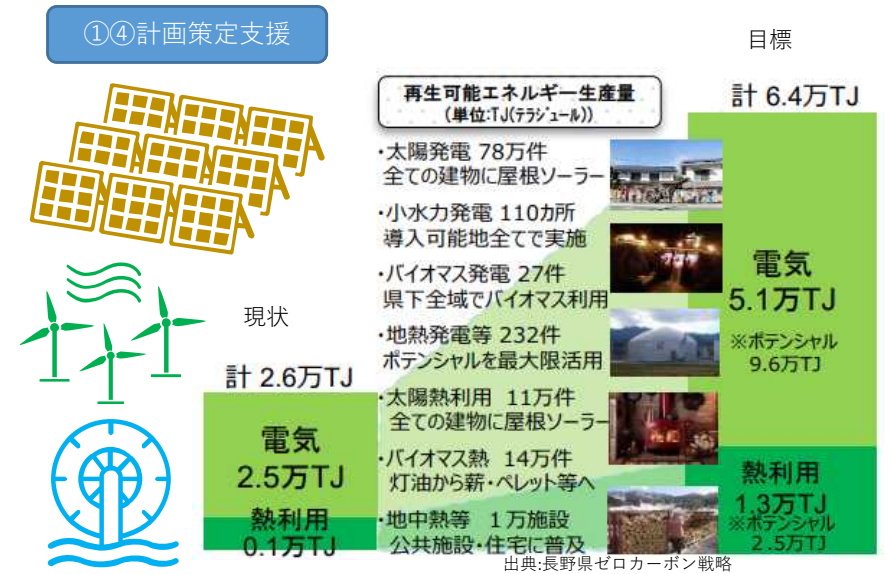 ①④計画策定支援
目標
計 6.4万TJ
再生可能エネルギー生産量
(単位:TJ(テラジュール))
・太陽発電 78万件
全ての建物に屋根ソーラー
・小水力発電 110カ所
導入可能地全てで実施
・バイオマス発電 27件
県下全域でバイオマス利用
・地熱発電等 232件
ポテンシャルを最大限活用
・太陽熱利用 11万件
全ての建物に屋根ソーラー
・バイオマス熱 14万件
灯油から薪・ペレット等へ
・地中熱等 1万施設
公共施設・住宅に普及
現状
計 2.6万TJ
電気
2.5万TJ
熱利用
0.1万TJ
電気
5.1万TJ
※ポテンシャル
9.6万TJ
熱利用
1.3万TJ
※ポテンシャル
2.5万TJ
出典:長野県ゼロカーボン戦略